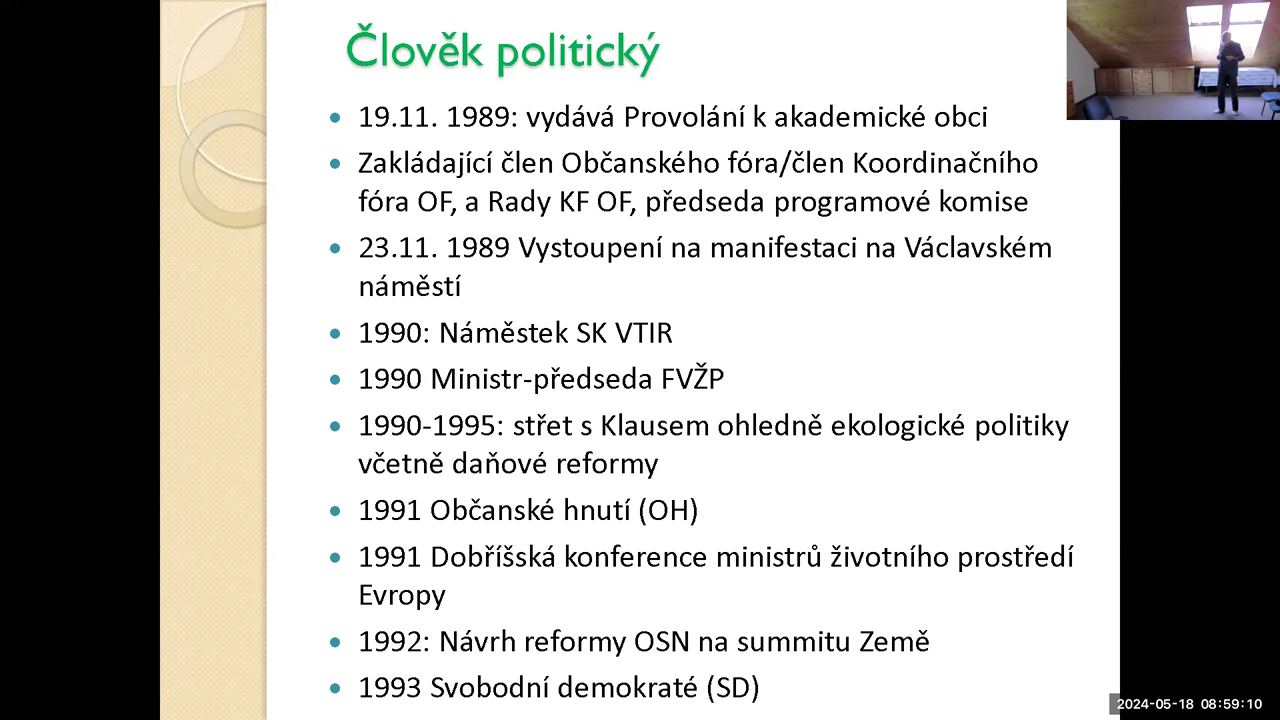 Člověk politický
19.11. 1989: vydává Provolání k akademické obci
Zakládající člen Občanského fóra/člen Koordinačního
fóra OF, a Rady KF OF, předseda programové komise
23.11. 1989 Vystoupení na manifestaci na Václavském
náměstí
1990: Náměstek SK VTIR
1990 Ministr-předseda FVŽP
1990-1995: střet s Klausem ohledně ekologické politiky
včetně daňové reformy
1991 Občanské hnutí (OH)
1991 Dobříšská konference ministrů životního prostředí
Evropy
1992: Návrh reformy OSN na summitu Země
1993 Svobodní demokraté (SD)
2024-05-18 08:59:10